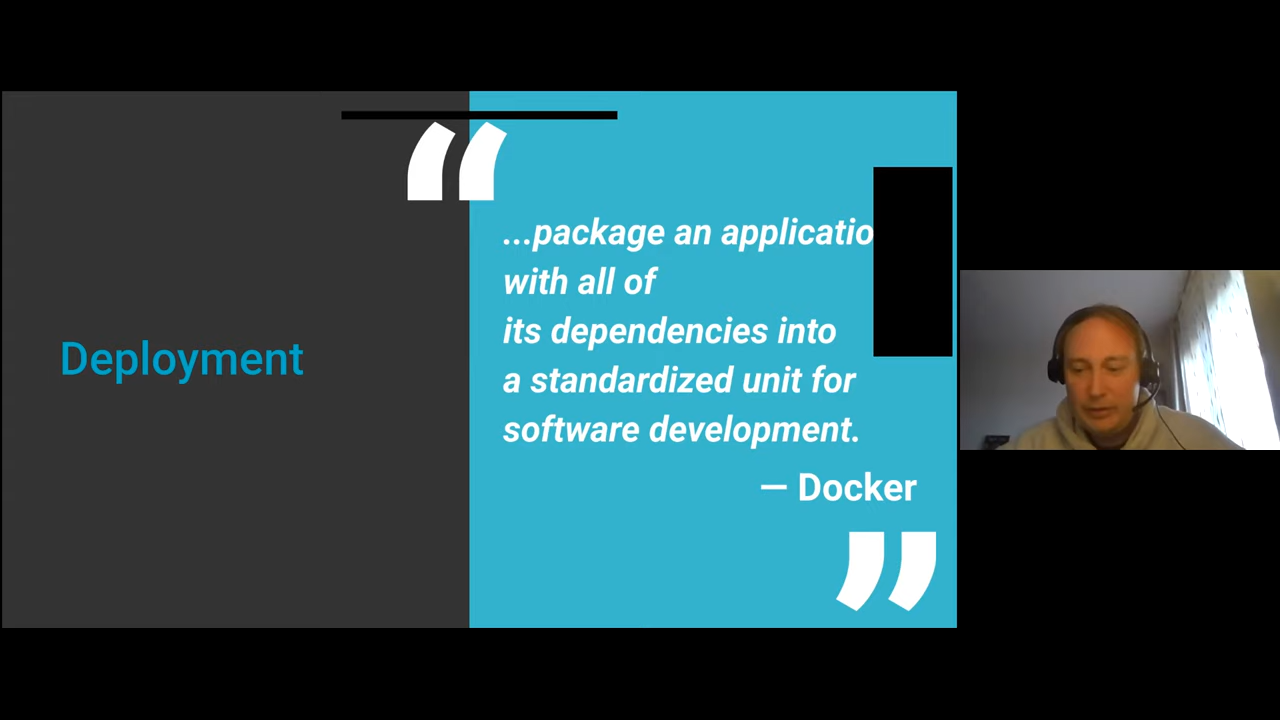 Deployment
“
...package an applicatio
with all of
its dependencies into
a standardized unit for
software development.
— Docker
”